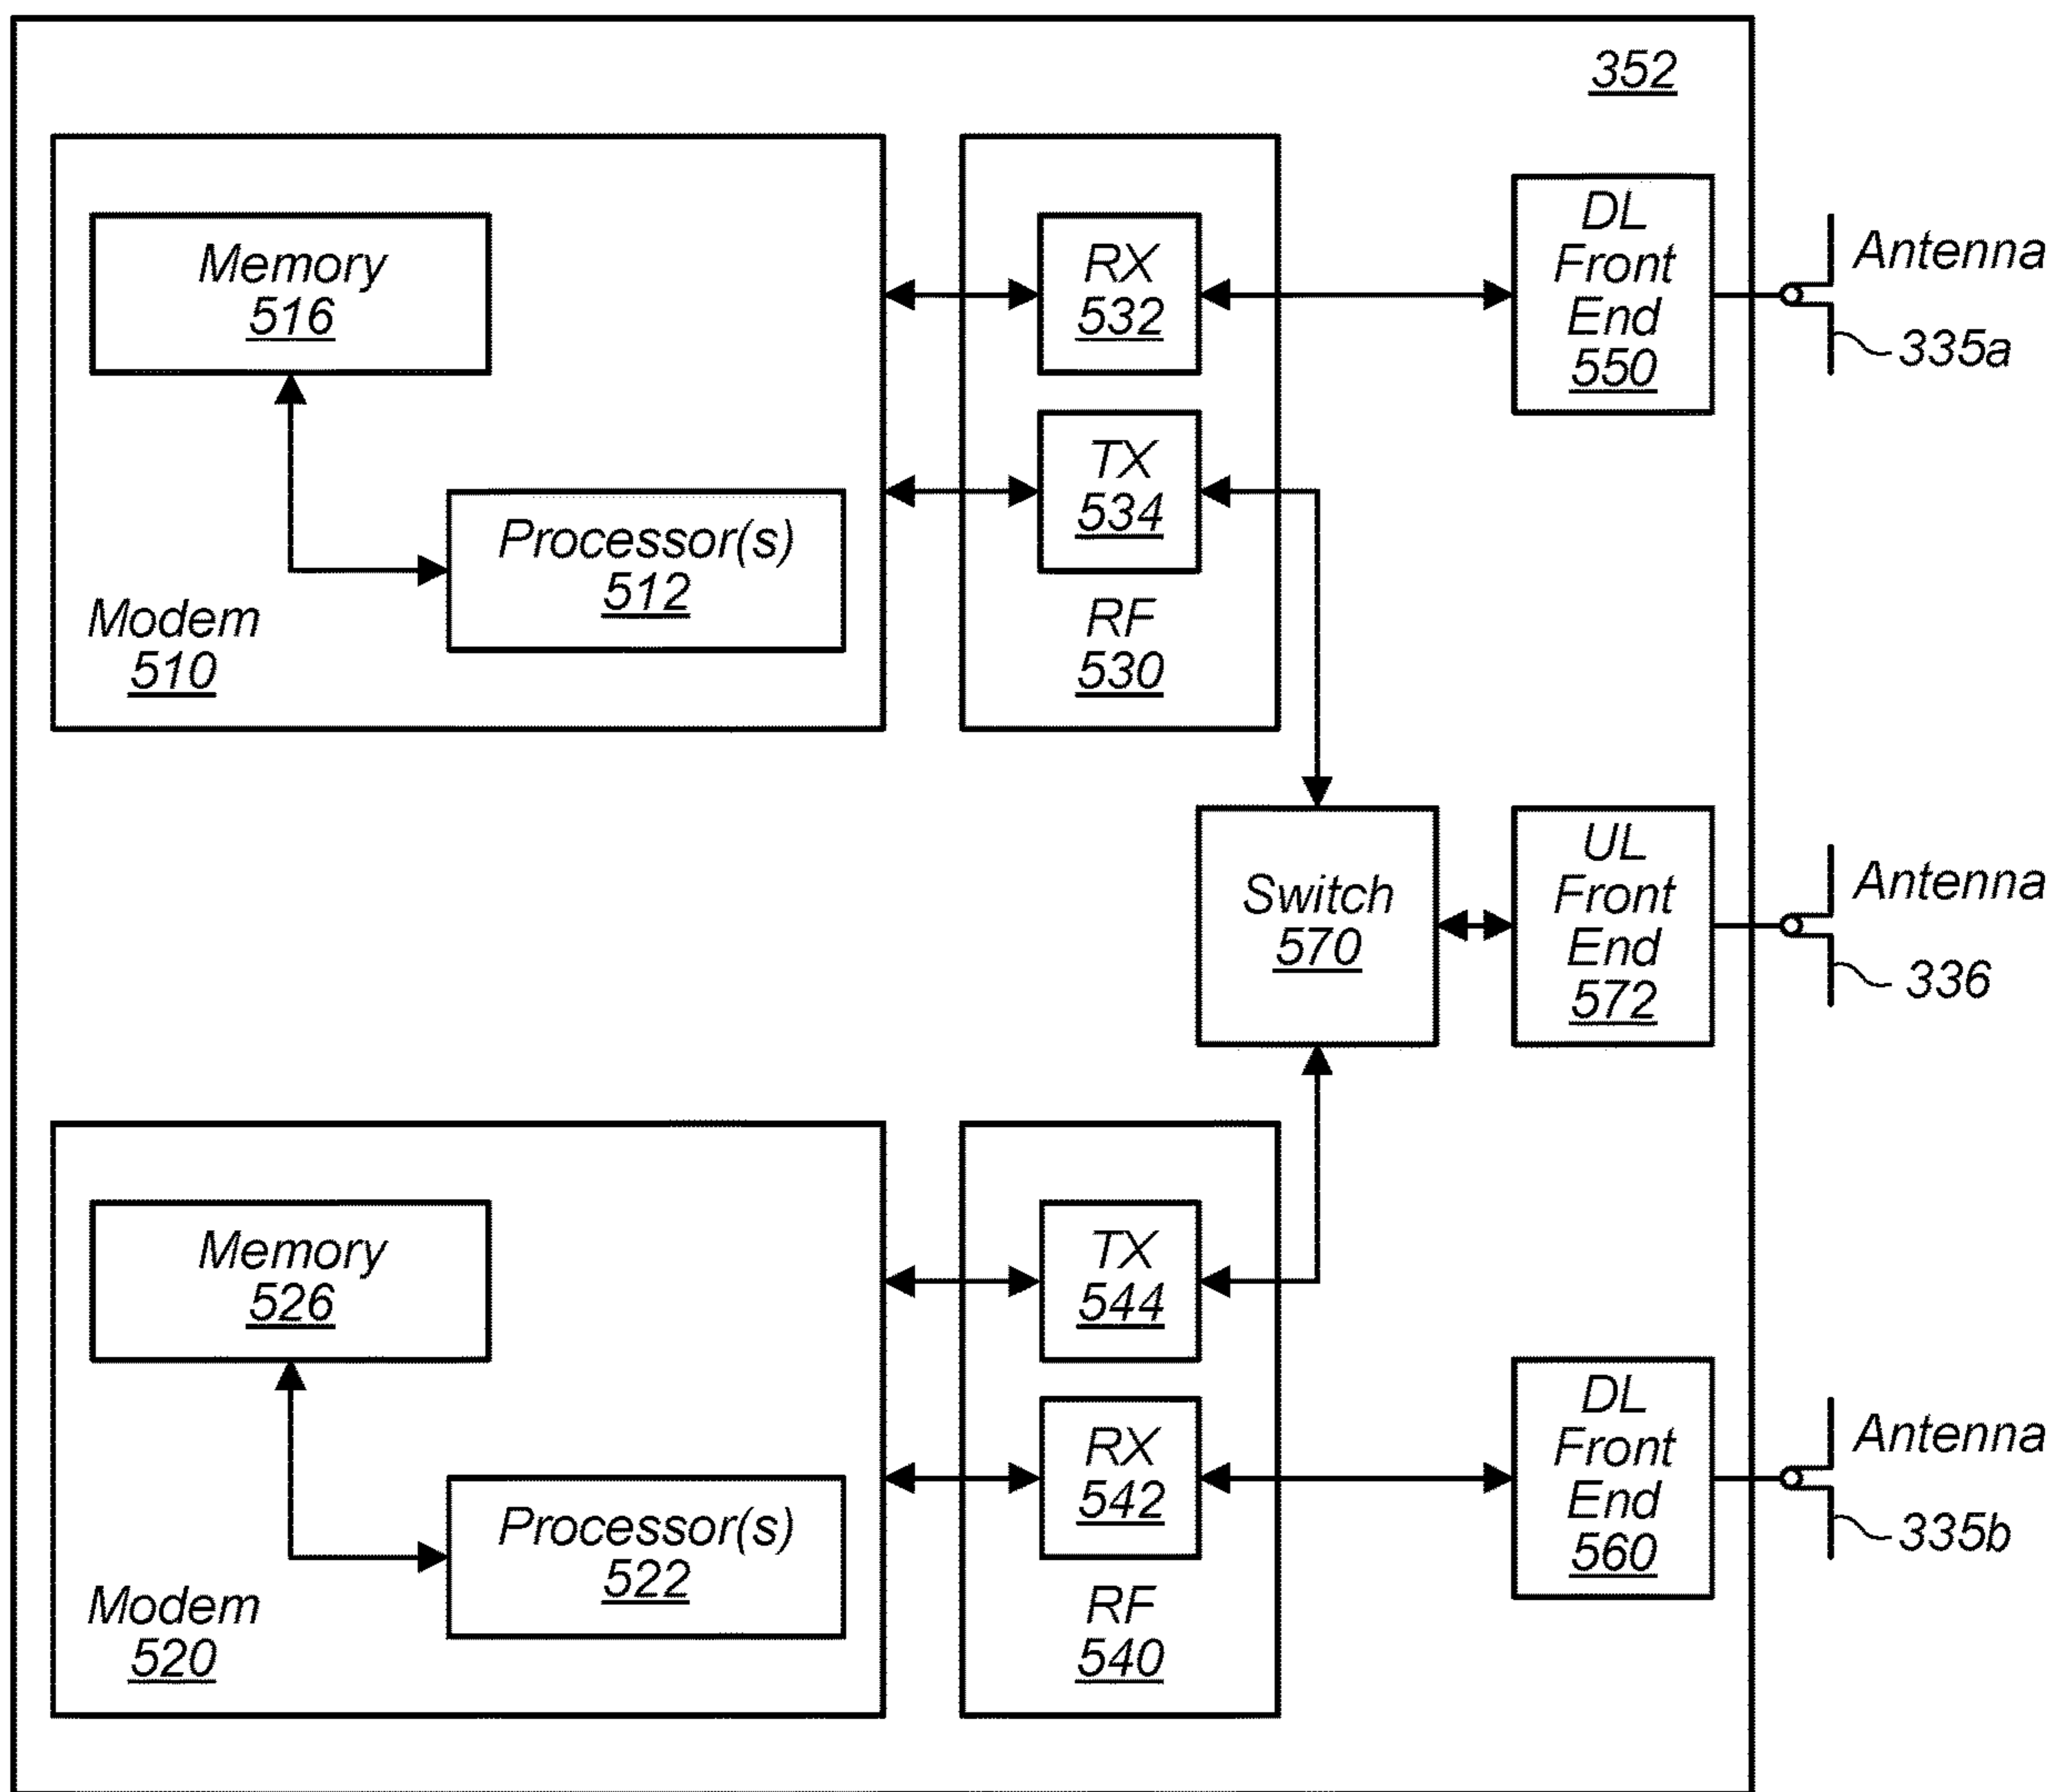 352
Memory
516
Processor(s)
512
Modem
510
RX
532
TX
534
RF
530
DL
Front
End
550
Antenna
335a
Switch
570
UL
Front
End
572
Antenna
336
Memory
526
Processor(s)
522
Modem
520
TX
544
RX
542
RF
540
DL
Front
End
560
Antenna
335b